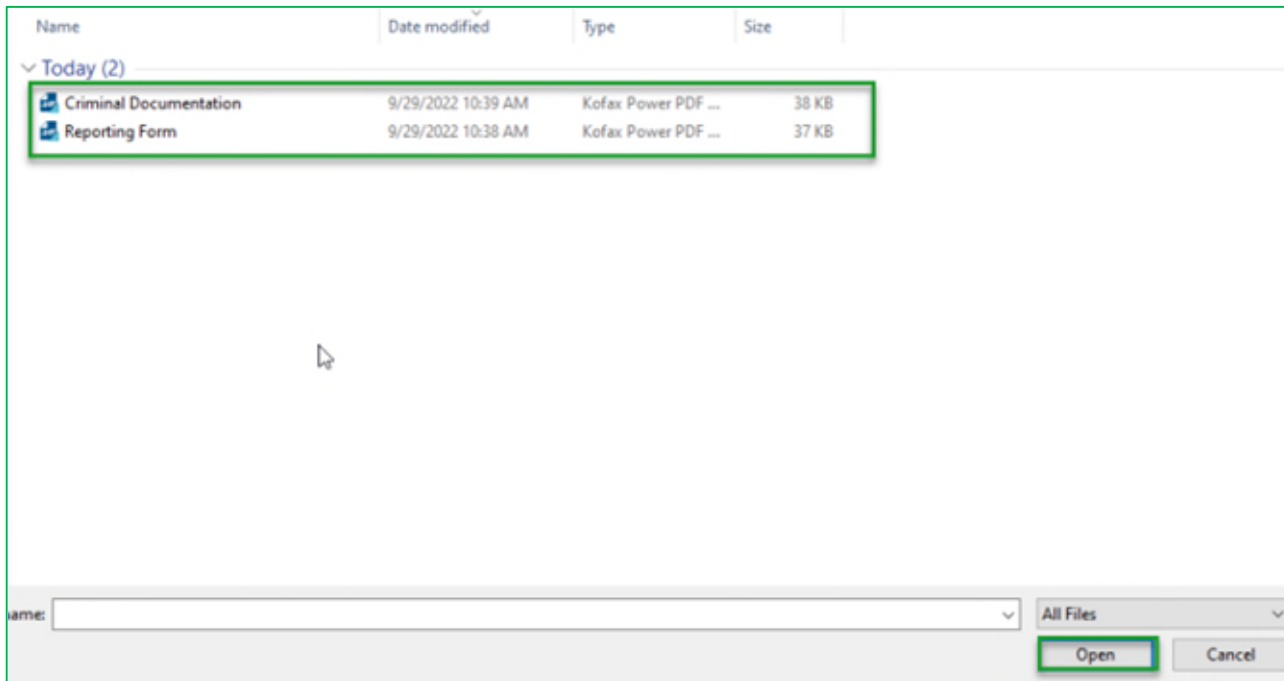 Name Date modified Type Size
Today (2)
Criminal Documentation 9/29/2022 10:39 AM Kofax Power PDF ... 38 KB
Reporting Form 9/29/2022 10:38 AM Kofax Power PDF ... 37 KB
name: All Files
Open Cancel